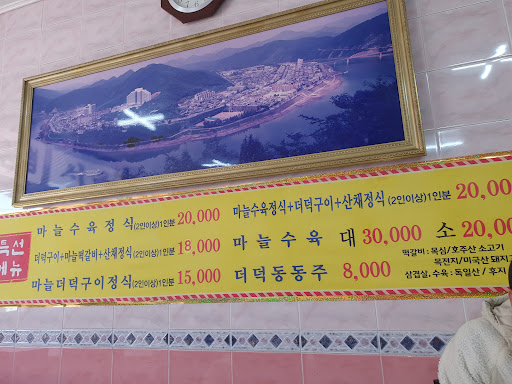 특선
메뉴
마늘수육정식(2인이상)1인분 20,000
더덕구이+마늘떡갈비+산채정식(2인이상)1인분 18,000
마늘더덕구이정식(2인이상)1인분 15,000
마늘수육정식+더덕구이+산채정식(2인이상)1인분 20,00
마늘수육 대 30,000 소 20,00
더덕동동주 8,000
떡갈비 : 목심/호주산 소고기
목전지/미국산 돼지
삼겹살, 수육 : 독일산 / 후지